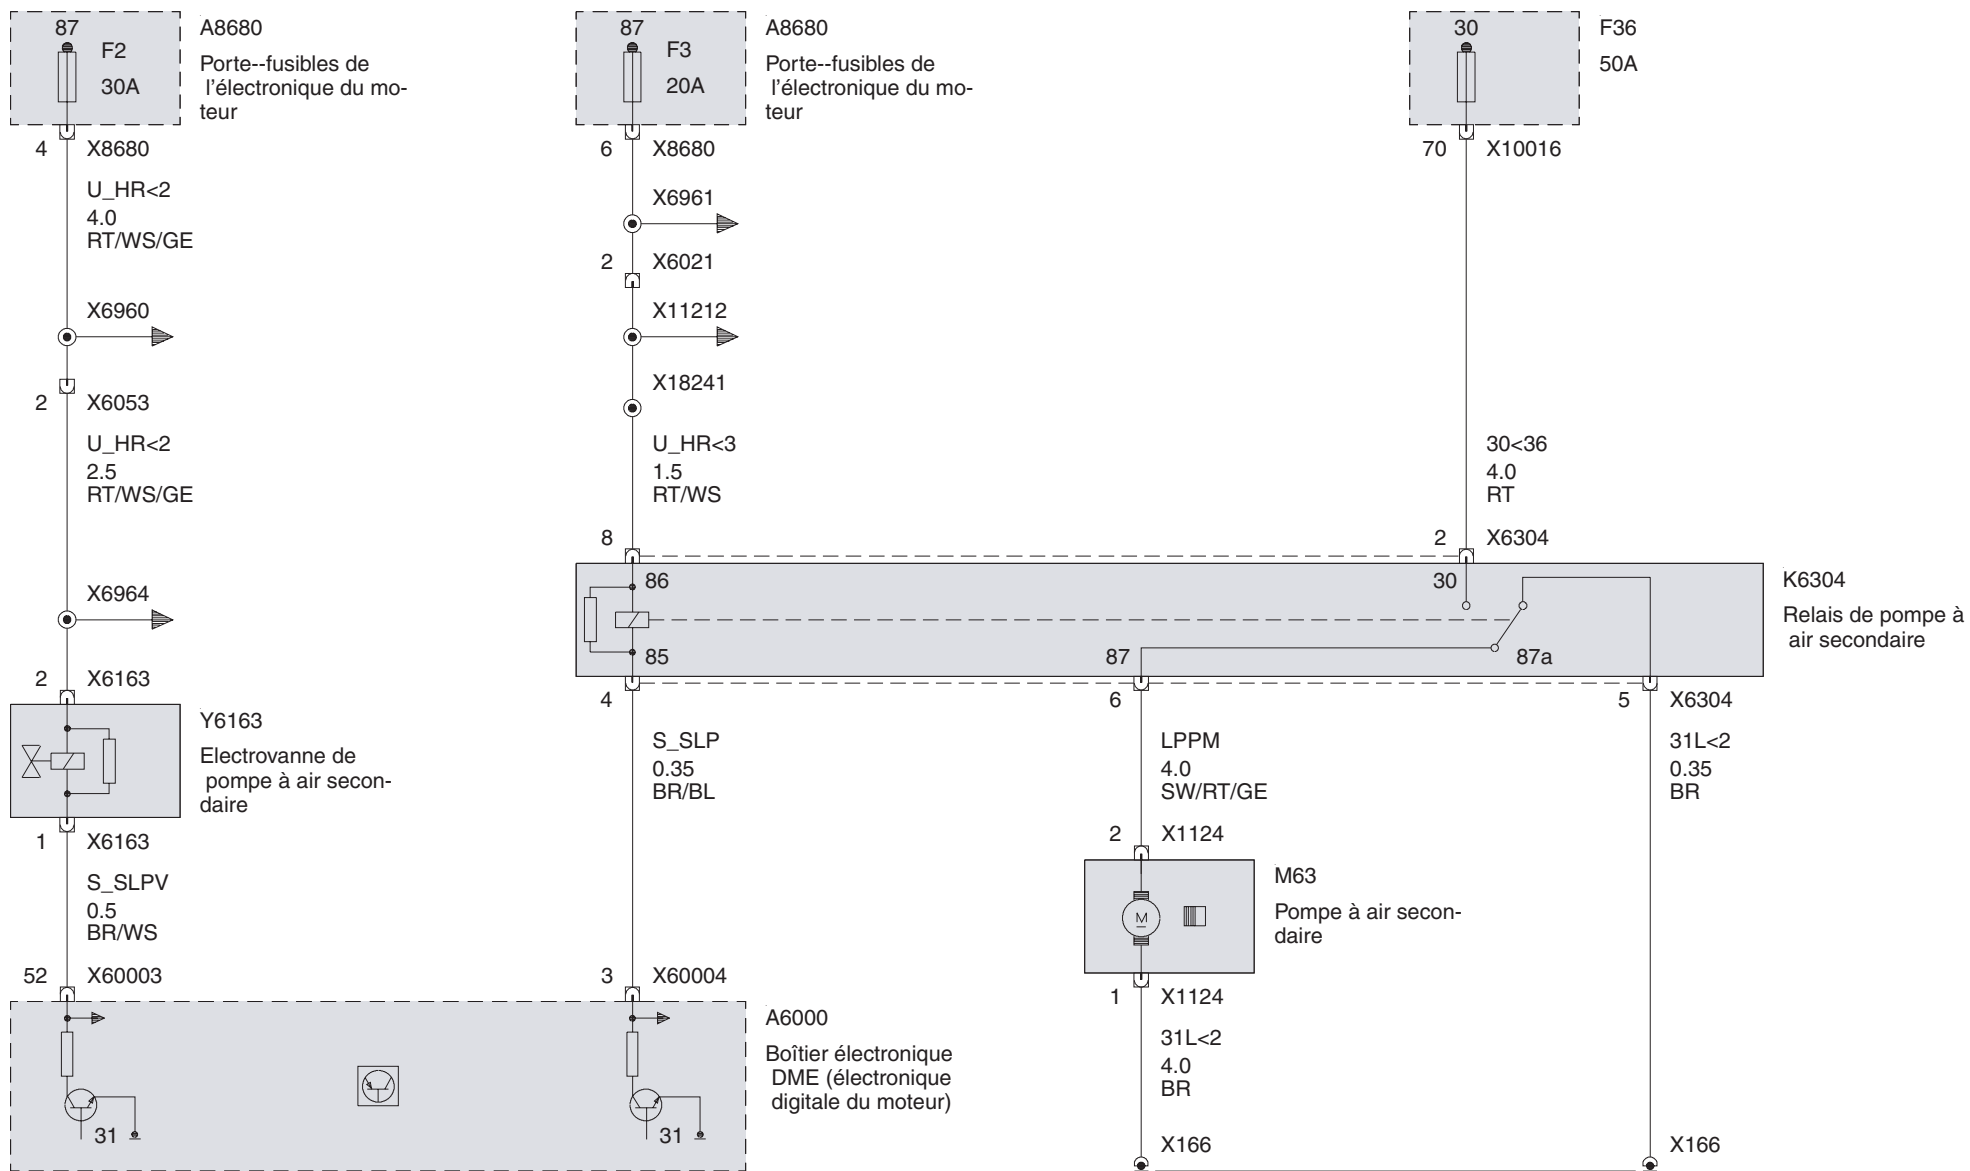 87
F2
30A
A8680
Porte--fusibles de
l'électronique du mo-
teur
4
X8680
U_HR<2
4.0
RT/WS/GE
X6960
2
X6053
U_HR<2
2.5
RT/WS/GE
X6964
2
X6163
Y6163
Electrovanne de
pompe à air secon-
daire
1
X6163
S_SLPV
0.5
BR/WS
52
X60003
87
F3
20A
A8680
Porte--fusibles de
l'électronique du mo-
teur
6
X8680
X6961
2
X6021
X11212
X18241
U_HR<3
1.5
RT/WS
8
30
F36
50A
70
X10016
30<36
4.0
RT
2
X6304
86
30
85
87
87a
K6304
Relais de pompe à
air secondaire
4
6
5
X6304
S_SLP
0.35
BR/BL
3
X60004
LPPM
4.0
SW/RT/GE
2
X1124
M
M63
Pompe à air secon-
daire
1
X1124
31L<2
4.0
BR
X166
31L<2
0.35
BR
X166
31
31
A6000
Boîtier électronique
DME (électronique
digitale du moteur)